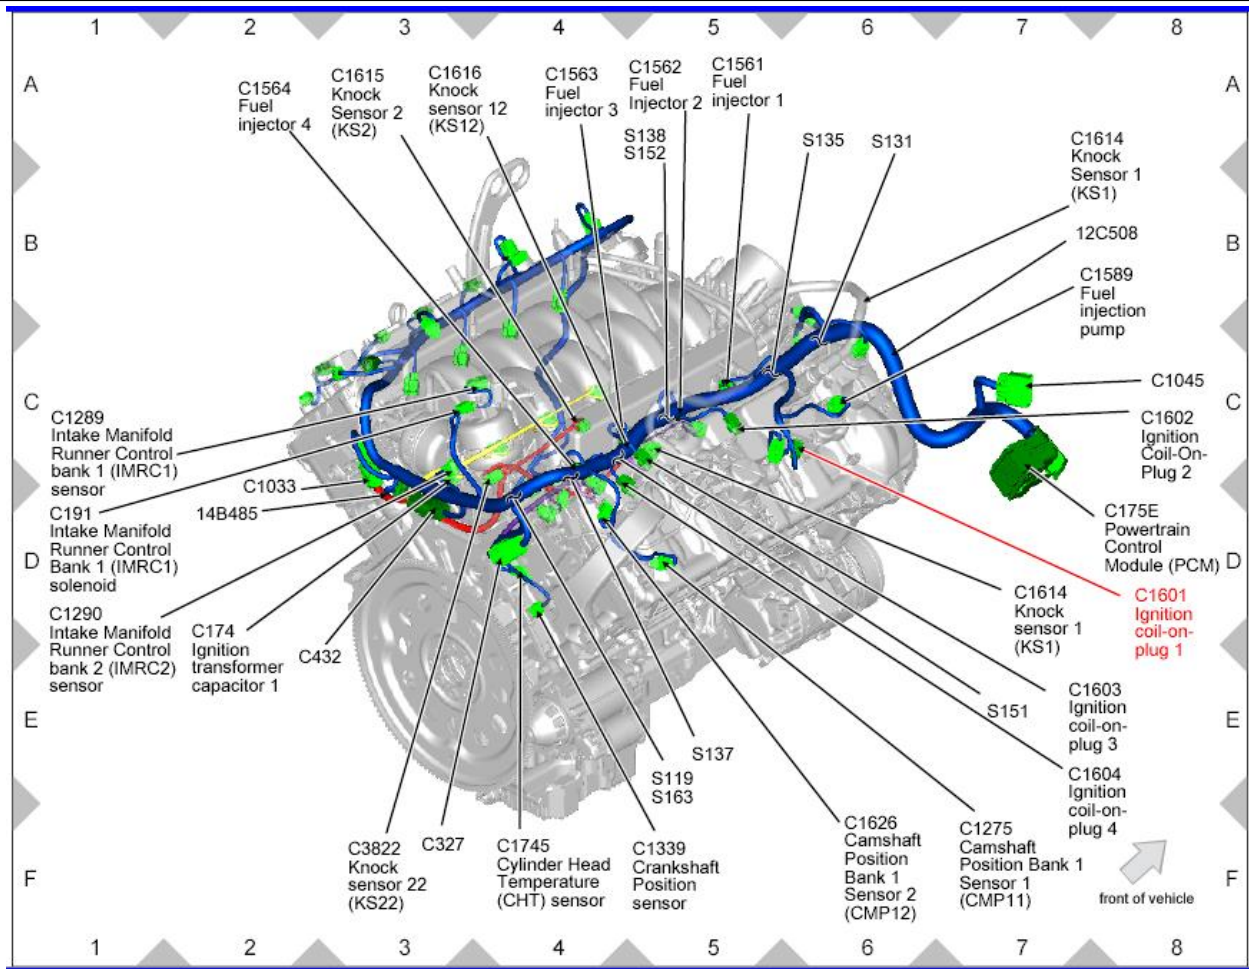 1 2 3 4 5 6 7 8
A
A
C1564
Fuel
injector 4
C1615
Knock
Sensor 2
(KS2)
C1616
Knock
sensor 12
(KS12)
C1563
Fuel
injector 3
C1562
Fuel
Injector 2
C1561
Fuel
injector 1
S138
S152
S135
S131
C1614
Knock
Sensor 1
(KS1)
B
B
12C508
C1589
Fuel
injection
pump
C
C
C1045
C1602
Ignition
Coil-On-
Plug 2
C1289
Intake Manifold
Runner Control
bank 1 (IMRC1)
sensor
C1033
14B485
C191
Intake Manifold
Runner Control
Bank 1 (IMRC1)
solenoid
C175E
Powertrain
Control
Module (PCM)
D
D
C1290
Intake Manifold
Runner Control
bank 2 (IMRC2)
sensor
C174
Ignition
transformer
capacitor 1
C432
C1614
Knock
sensor 1
(KS1)
C1601
Ignition
coil-on-
plug 1
E
E
C1603
Ignition
coil-on-
plug 3
S151
S137
S119
S163
C1604
Ignition
coil-on-
plug 4
C3822
Knock
sensor 22
(KS22)
C327
C1745
Cylinder Head
Temperature
(CHT) sensor
C1339
Crankshaft
Position
sensor
C1626
Camshaft
Position
Bank 1
Sensor 2
(CMP12)
C1275
Camshaft
Position Bank 1
Sensor 1
(CMP11)
front of vehicle
F
F
1 2 3 4 5 6 7 8